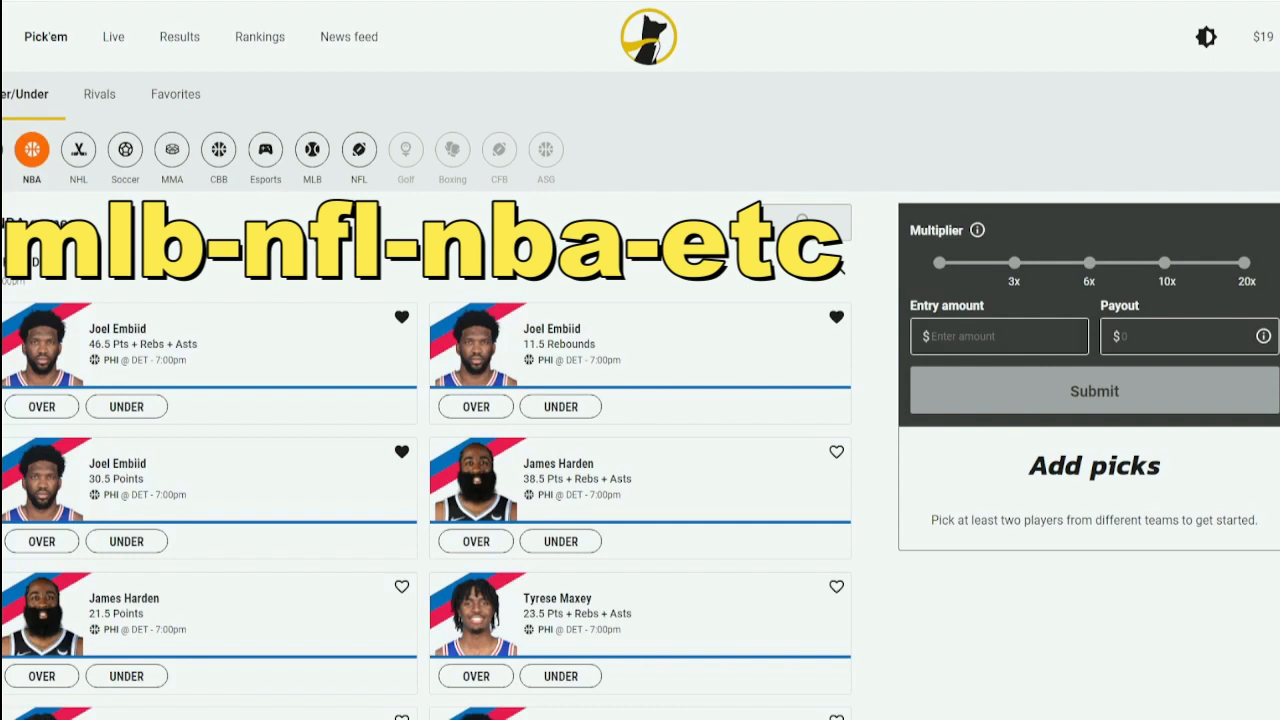 Pick'em Live Results Rankings News feed $19
er/Under Rivals Favorites
NBA NHL Soccer MMA CBB Esports MLB NFL Golf Boxing CFB ASG
mlb-nfl-nba-etc
Joel Embiid
46.5 Pts + Rebs + Asts
PHI @ DET - 7:00pm
OVER UNDER
Joel Embiid
11.5 Rebounds
PHI @ DET - 7:00pm
OVER UNDER
Joel Embiid
30.5 Points
PHI @ DET - 7:00pm
OVER UNDER
James Harden
38.5 Pts + Rebs + Asts
PHI @ DET - 7:00pm
OVER UNDER
James Harden
21.5 Points
PHI @ DET - 7:00pm
OVER UNDER
Tyrese Maxey
23.5 Pts + Rebs + Asts
PHI @ DET - 7:00pm
OVER UNDER
Multiplier
3x 6x 10x 20x
Entry amount Payout
$ Enter amount $ 0
Submit
Add picks
Pick at least two players from different teams to get started.